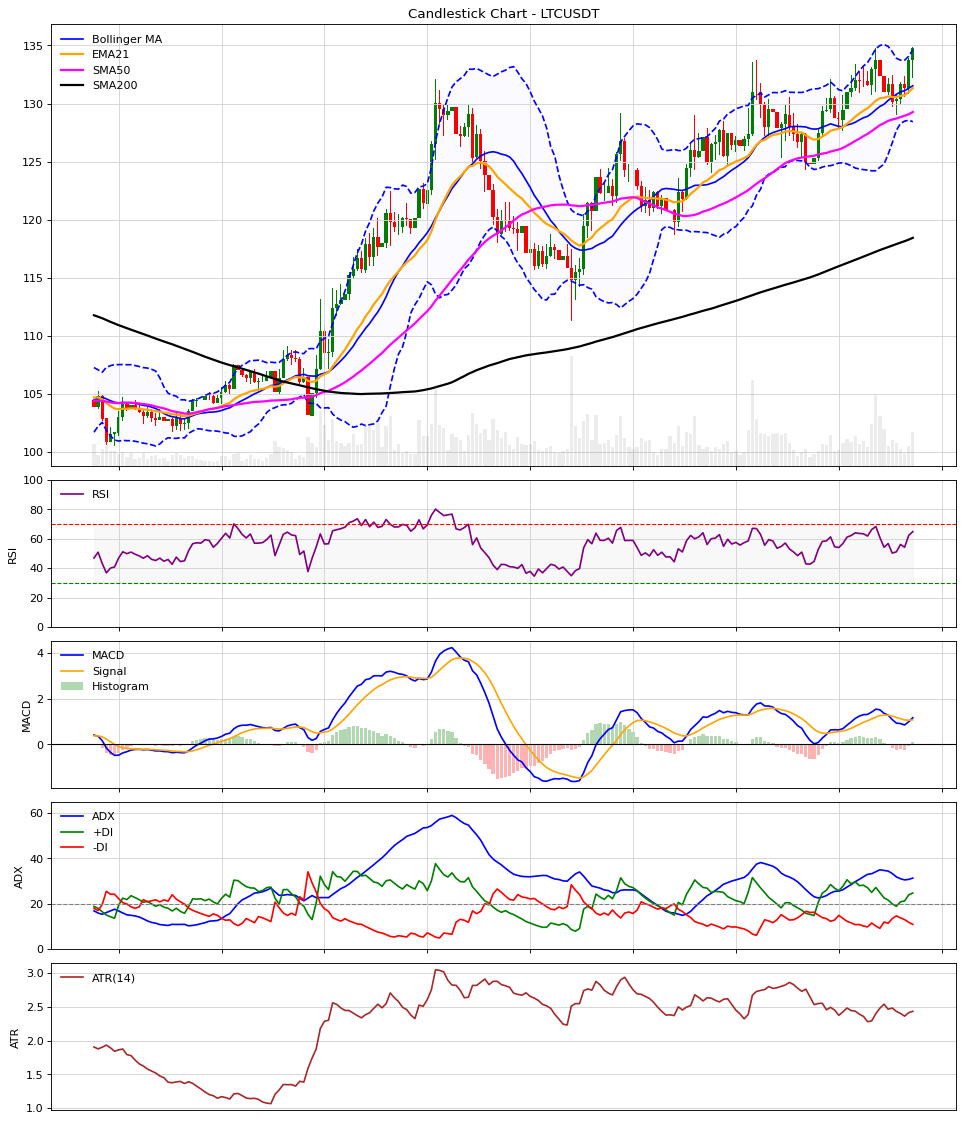 Candlestick Chart - LTCUSDT
Bollinger MA
EMA21
SMA50
SMA200
135
130
125
120
115
110
105
100
RSI
100
80
60
40
20
0
RSI
MACD
Signal
Histogram
4
2
0
MACD
ADX
+DI
-DI
60
40
20
0
ADX
ATR(14)
3.0
2.5
2.0
1.5
1.0
ATR